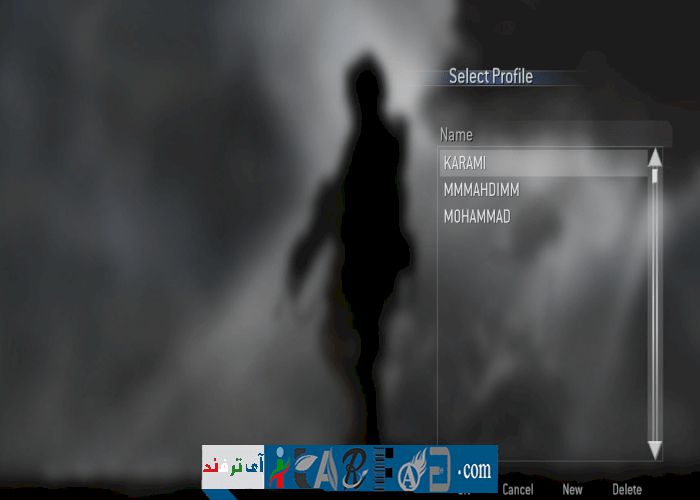 Select Profile
Name
KARAMI
MMMAHDIMM
MOHAMMAD
آی ترفند
.com
Cancel New Delete